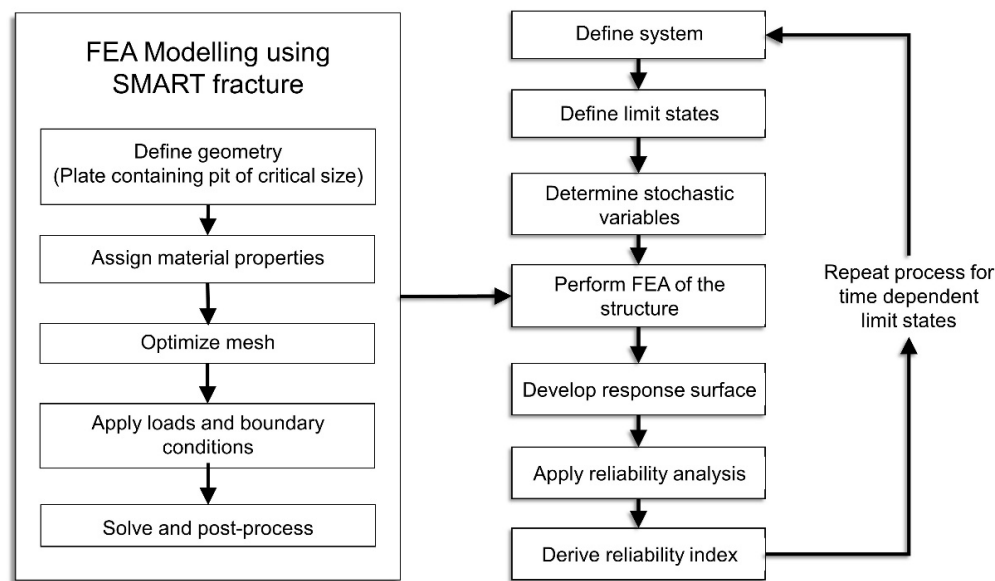 FEA Modelling using
SMART fracture
Define geometry
(Plate containing pit of critical size)
Assign material properties
Optimize mesh
Apply loads and boundary
conditions
Solve and post-process
Define system
Define limit states
Determine stochastic
variables
Perform FEA of the
structure
Develop response surface
Apply reliability analysis
Derive reliability index
Repeat process for
time dependent
limit states